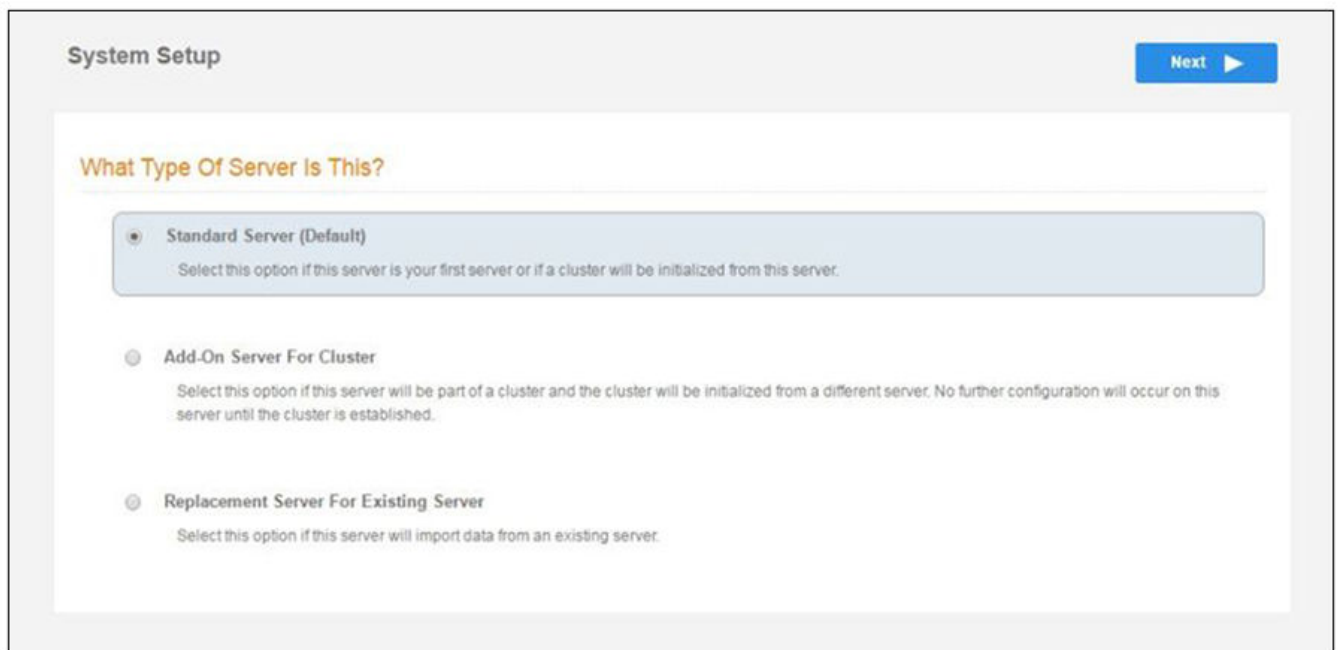 System Setup
Next
What Type Of Server Is This?
Standard Server (Default)
Select this option if this server is your first server or if a cluster will be initialized from this server.
Add-On Server For Cluster
Select this option if this server will be part of a cluster and the cluster will be initialized from a different server. No further configuration will occur on this
server until the cluster is established.
Replacement Server For Existing Server
Select this option if this server will import data from an existing server.